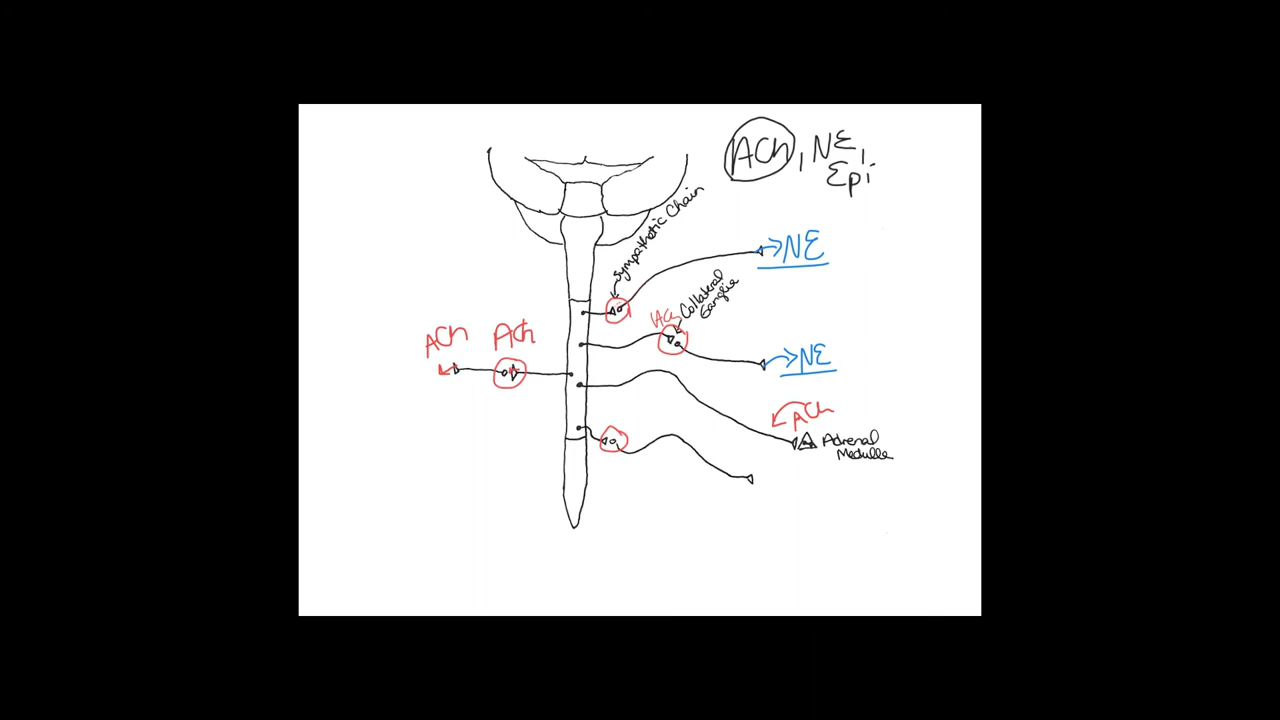 ACh, NE,
Epi
Sympathetic Chain
NE
Collateral
Ganglia
ACh
ACh
ACh
NE
ACh
Adrenal
Medulla